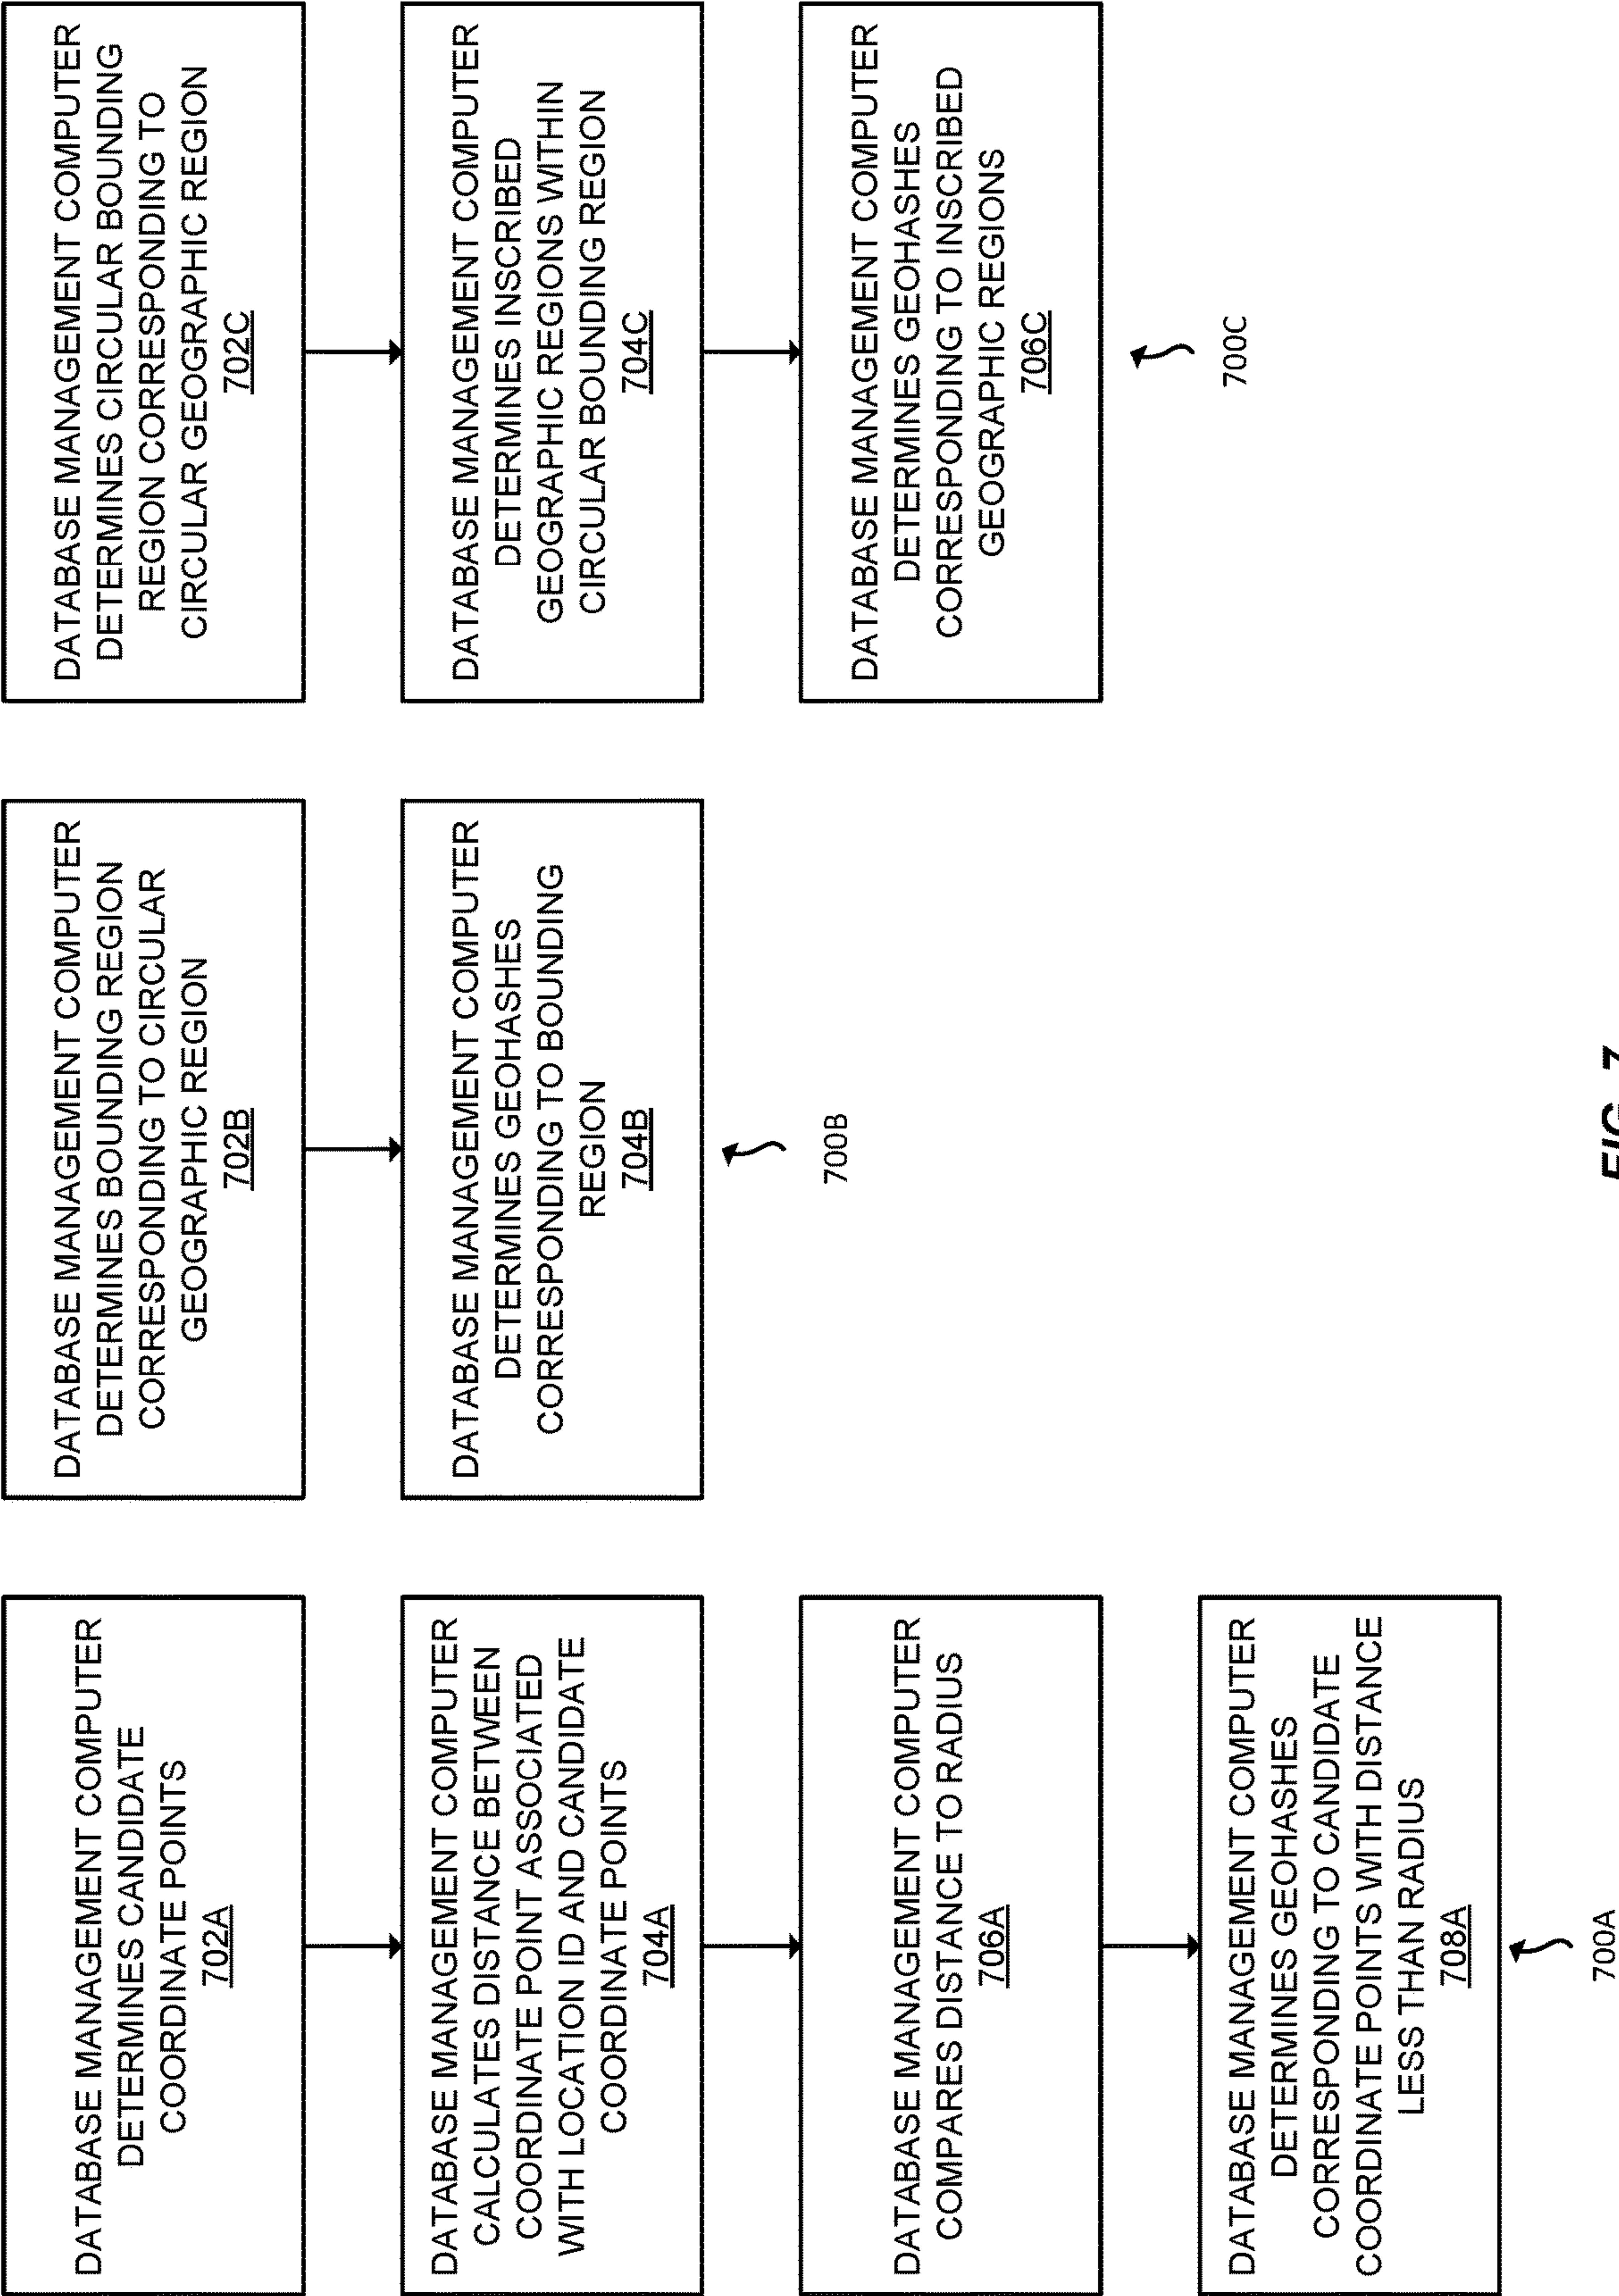 DATABASE MANAGEMENT COMPUTER
DETERMINES CANDIDATE
COORDINATE POINTS
702A
DATABASE MANAGEMENT COMPUTER
CALCULATES DISTANCE BETWEEN
COORDINATE POINT ASSOCIATED
WITH LOCATION ID AND CANDIDATE
COORDINATE POINTS
704A
DATABASE MANAGEMENT COMPUTER
COMPARES DISTANCE TO RADIUS
706A
DATABASE MANAGEMENT COMPUTER
DETERMINES GEOHASHES
CORRESPONDING TO CANDIDATE
COORDINATE POINTS WITH DISTANCE
LESS THAN RADIUS
708A
700A
DATABASE MANAGEMENT COMPUTER
DETERMINES BOUNDING REGION
CORRESPONDING TO CIRCULAR
GEOGRAPHIC REGION
702B
DATABASE MANAGEMENT COMPUTER
DETERMINES GEOHASHES
CORRESPONDING TO BOUNDING
REGION
704B
700B
DATABASE MANAGEMENT COMPUTER
DETERMINES CIRCULAR BOUNDING
REGION CORRESPONDING TO
CIRCULAR GEOGRAPHIC REGION
702C
DATABASE MANAGEMENT COMPUTER
DETERMINES INSCRIBED
GEOGRAPHIC REGIONS WITHIN
CIRCULAR BOUNDING REGION
704C
DATABASE MANAGEMENT COMPUTER
DETERMINES GEOHASHES
CORRESPONDING TO INSCRIBED
GEOGRAPHIC REGIONS
706C
700C
FIG. 7